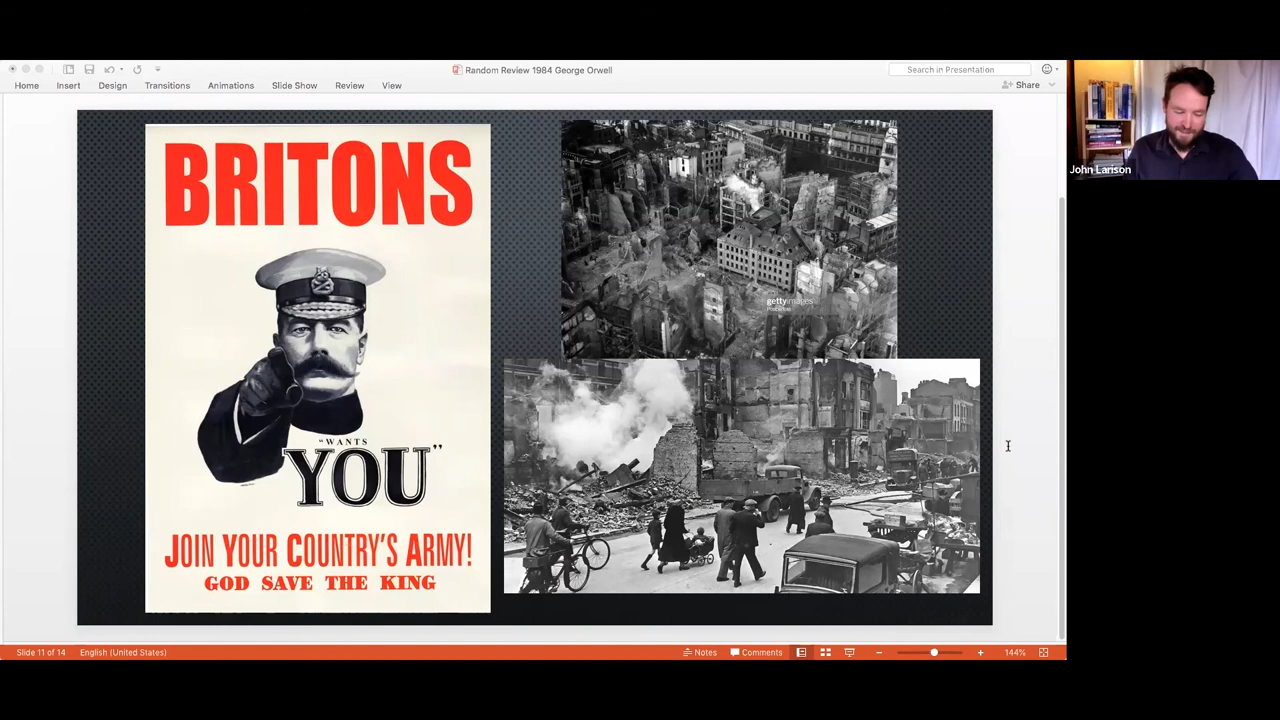 Random Review 1984 George Orwell
Search in Presentation
Home Insert Design Transitions Animations Slide Show Review View
Share
BRITONS
"WANTS
YOU"
JOIN YOUR COUNTRY'S ARMY!
GOD SAVE THE KING
gettyimages
John Larison
Slide 11 of 14 English (United States)
Notes Comments 144%